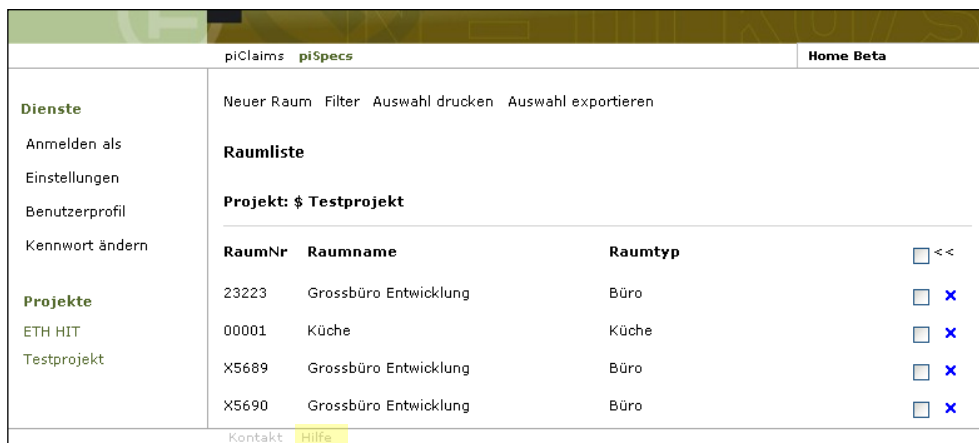 piClaims piSpecs Home Beta
Dienste
Anmelden als
Einstellungen
Benutzerprofil
Kennwort ändern
Projekte
ETH HIT
Testprojekt
Neuer Raum Filter Auswahl drucken Auswahl exportieren
Raumliste
Projekt: $ Testprojekt
RaumNr Raumname Raumtyp <<
23223 Grossbüro Entwicklung Büro
00001 Küche Küche
X5689 Grossbüro Entwicklung Büro
X5690 Grossbüro Entwicklung Büro
Kontakt Hilfe